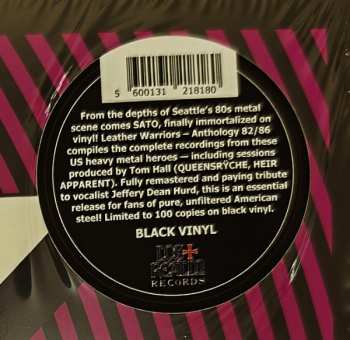 5 600131 218180
From the depths of Seattle's 80s metal
scene comes SATO, finally immortalized on
vinyl! Leather Warriors – Anthology 82/86
compiles the complete recordings from these
US heavy metal heroes — including sessions
produced by Tom Hall (QUEENSRŸCHE, HEIR
APPARENT). Fully remastered and paying tribute
to vocalist Jeffery Dean Hurd, this is an essential
release for fans of pure, unfiltered American
steel! Limited to 100 copies on black vinyl.
BLACK VINYL
RECORDS